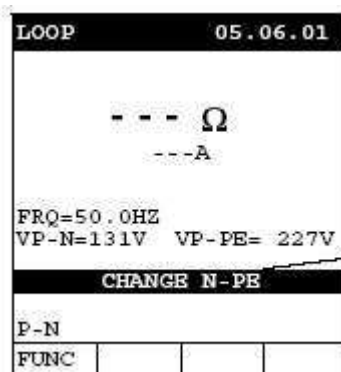 LOOP 05.06.01
--- Ω
---A
FRQ=50.0HZ
VP-N=131V VP-PE= 227V
CHANGE N-PE
P-N
FUNC